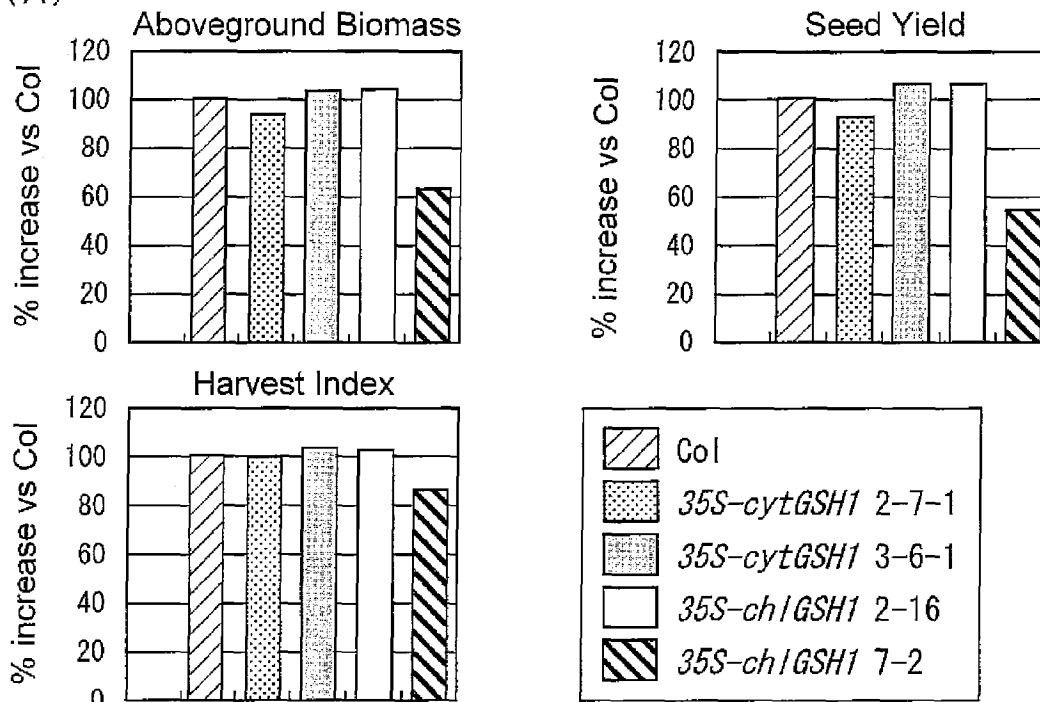 (A)
Aboveground Biomass
% increase vs Col
120
100
80
60
40
20
0
Seed Yield
% increase vs Col
120
100
80
60
40
20
0
Harvest Index
% increase vs Col
120
100
80
60
40
20
0
Col
35S-cytGSH1 2-7-1
35S-cytGSH1 3-6-1
35S-chlGSH1 2-16
35S-chlGSH1 7-2